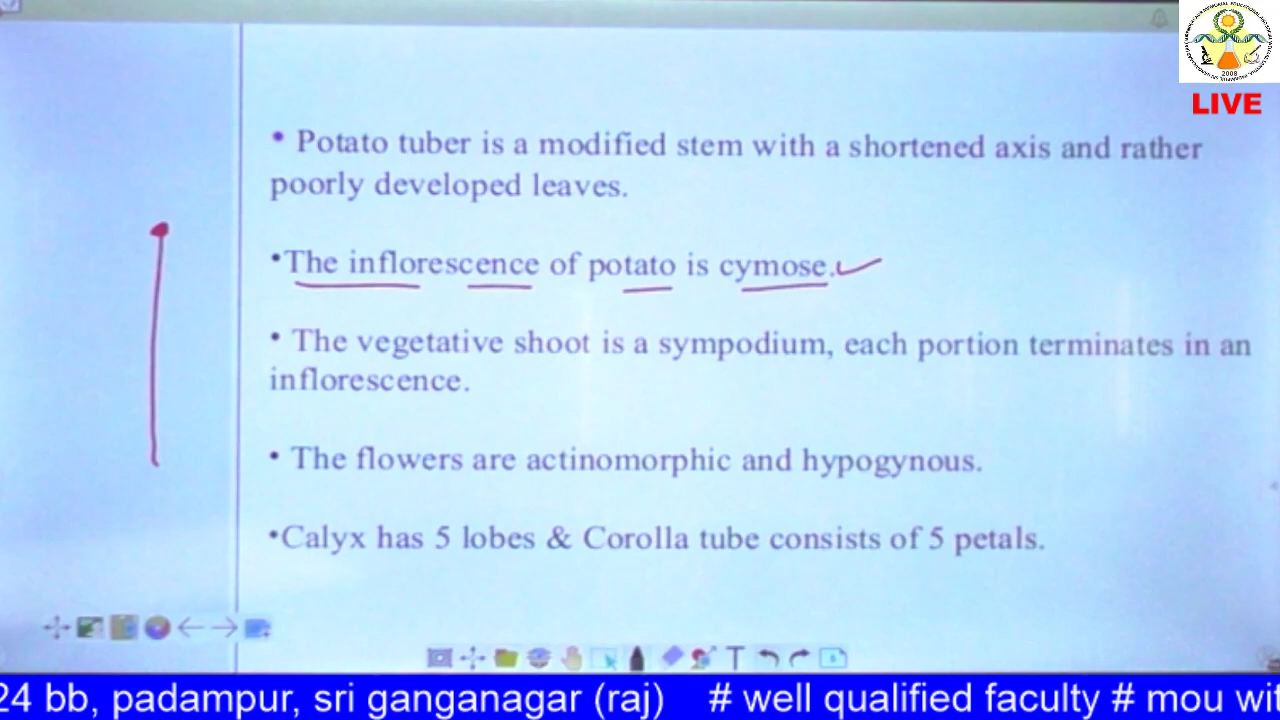 2008
LIVE
• Potato tuber is a modified stem with a shortened axis and rather
poorly developed leaves.
•The inflorescence of potato is cymose.
• The vegetative shoot is a sympodium, each portion terminates in an
inflorescence.
• The flowers are actinomorphic and hypogynous.
•Calyx has 5 lobes & Corolla tube consists of 5 petals.
T
24 bb, padampur, sri ganganagar (raj) # well qualified faculty # mou wit